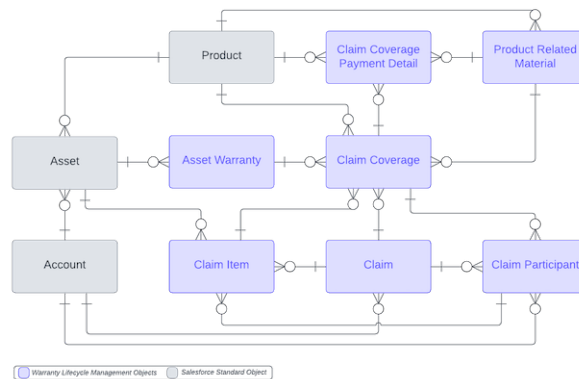 Product
Claim Coverage
Payment Detail
Product Related
Material
Asset
Asset Warranty
Claim Coverage
Account
Claim Item
Claim
Claim Participant
Warranty Lifecycle Management Objects
Salesforce Standard Object